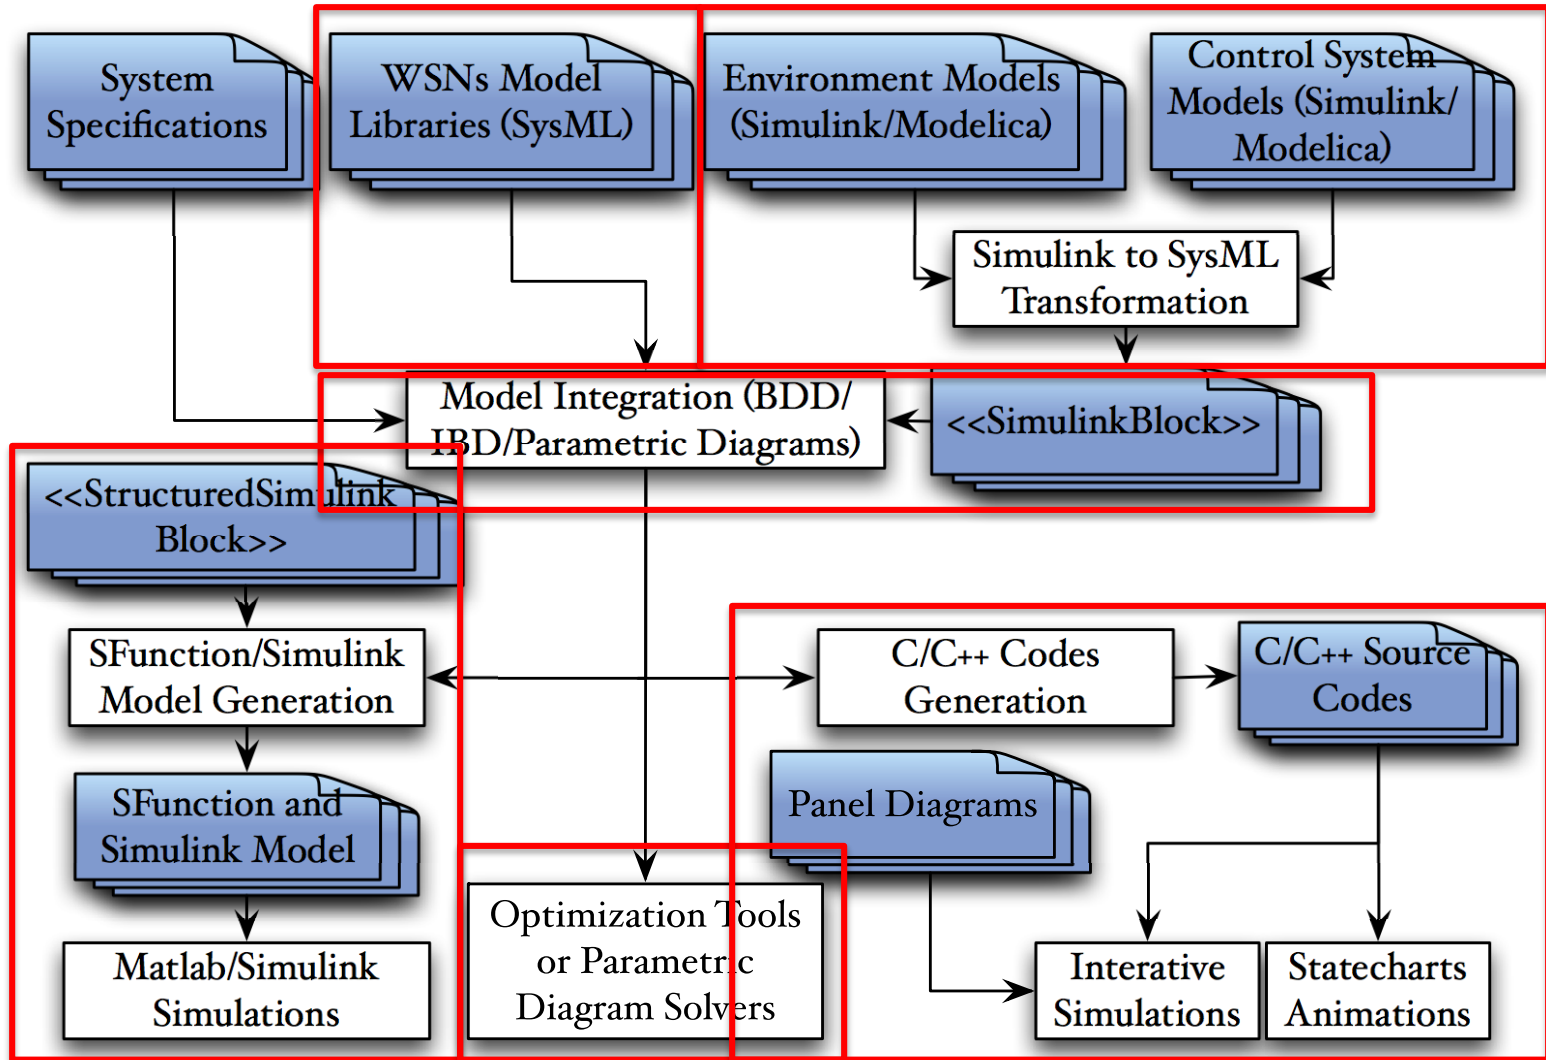 System
Specifications
WSNs Model
Libraries (SysML)
Environment Models
(Simulink/Modelica)
Control System
Models (Simulink/
Modelica)
Simulink to SysML
Transformation
Model Integration (BDD/
IBD/Parametric Diagrams)
<<SimulinkBlock>>
<<StructuredSimulink
Block>>
SFunction/Simulink
Model Generation
C/C++ Codes
Generation
C/C++ Source
Codes
SFunction and
Simulink Model
Panel Diagrams
Matlab/Simulink
Simulations
Optimization Tools
or Parametric
Diagram Solvers
Interative
Simulations
Statecharts
Animations